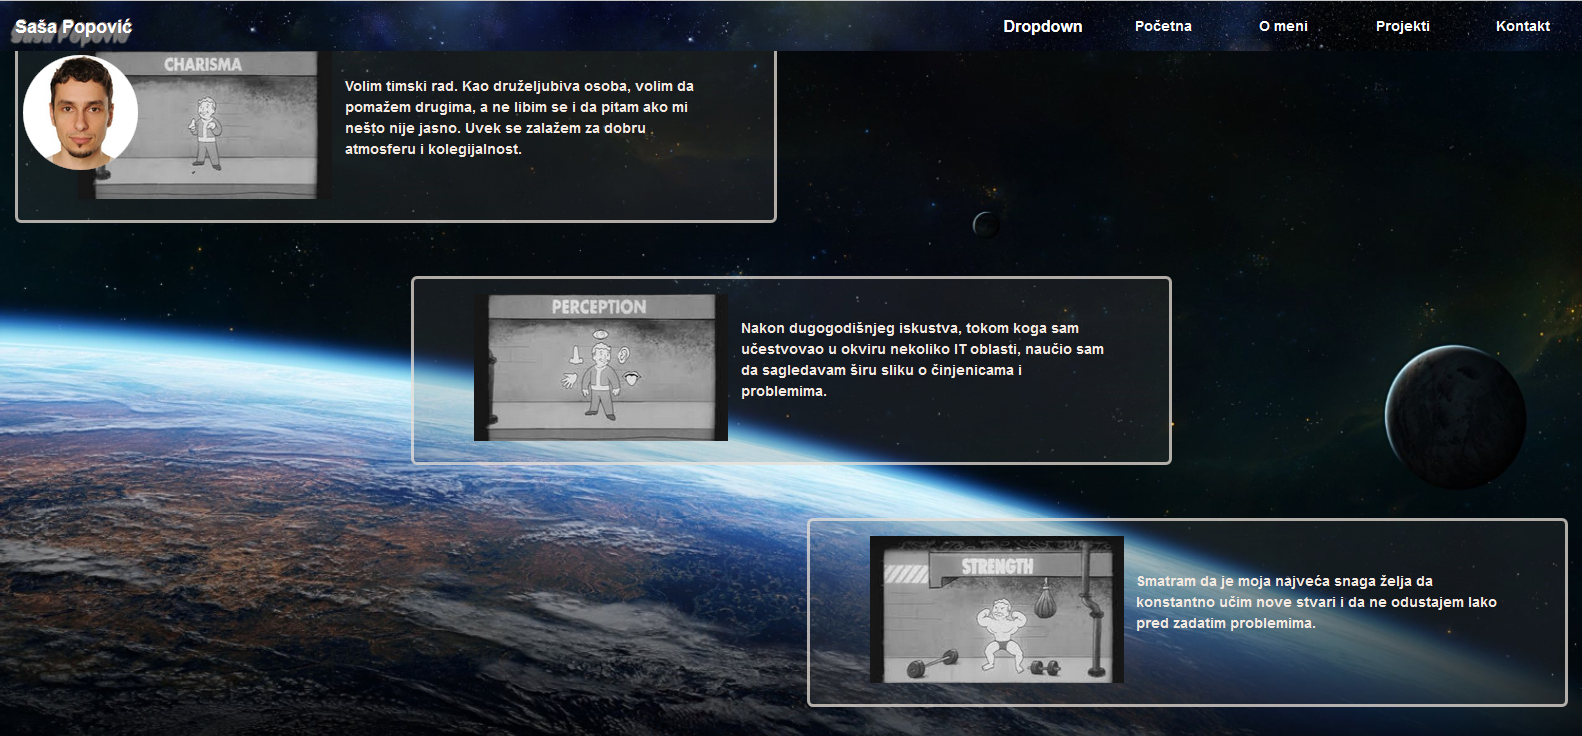 Saša Popović
Dropdown
Početna
O meni
Projekti
Kontakt
CHARISMA
Volim timski rad. Kao druželjubiva osoba, volim da
pomažem drugima, a ne libim se i da pitam ako mi
nešto nije jasno. Uvek se zalažem za dobru
atmosferu i kolegijalnost.
PERCEPTION
Nakon dugogodišnjeg iskustva, tokom koga sam
učestvovao u okviru nekoliko IT oblasti, naučio sam
da sagledavam širu sliku o činjenicama i
problemima.
STRENGTH
Smatram da je moja najveća snaga želja da
konstantno učim nove stvari i da ne odustajem lako
pred zadatim problemima.